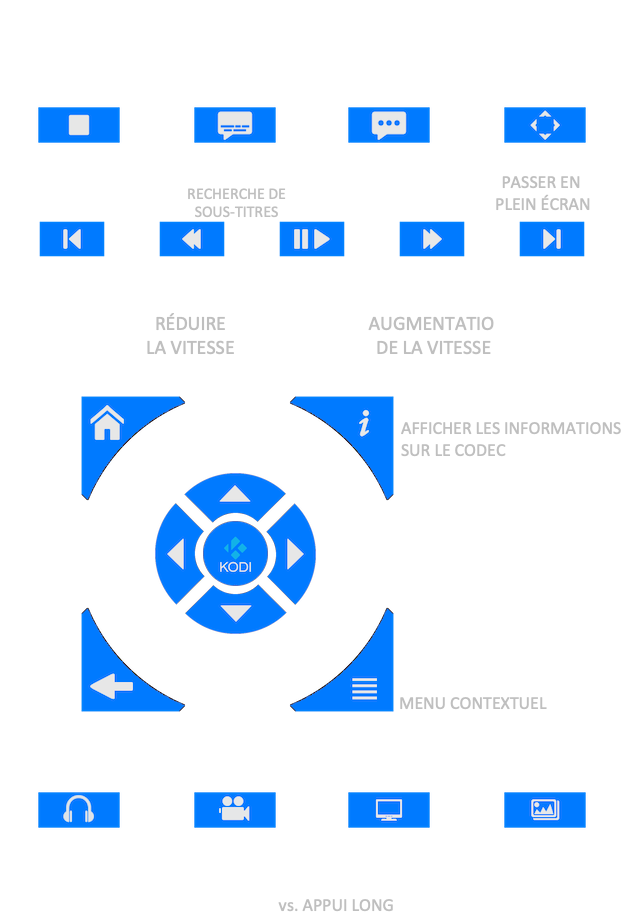 RECHERCHE DE
SOUS-TITRES
PASSER EN
PLEIN ÉCRAN
RÉDUIRE
LA VITESSE
AUGMENTATIO
DE LA VITESSE
AFFICHER LES INFORMATIONS
SUR LE CODEC
KODI
MENU CONTEXTUEL
vs. APPUI LONG